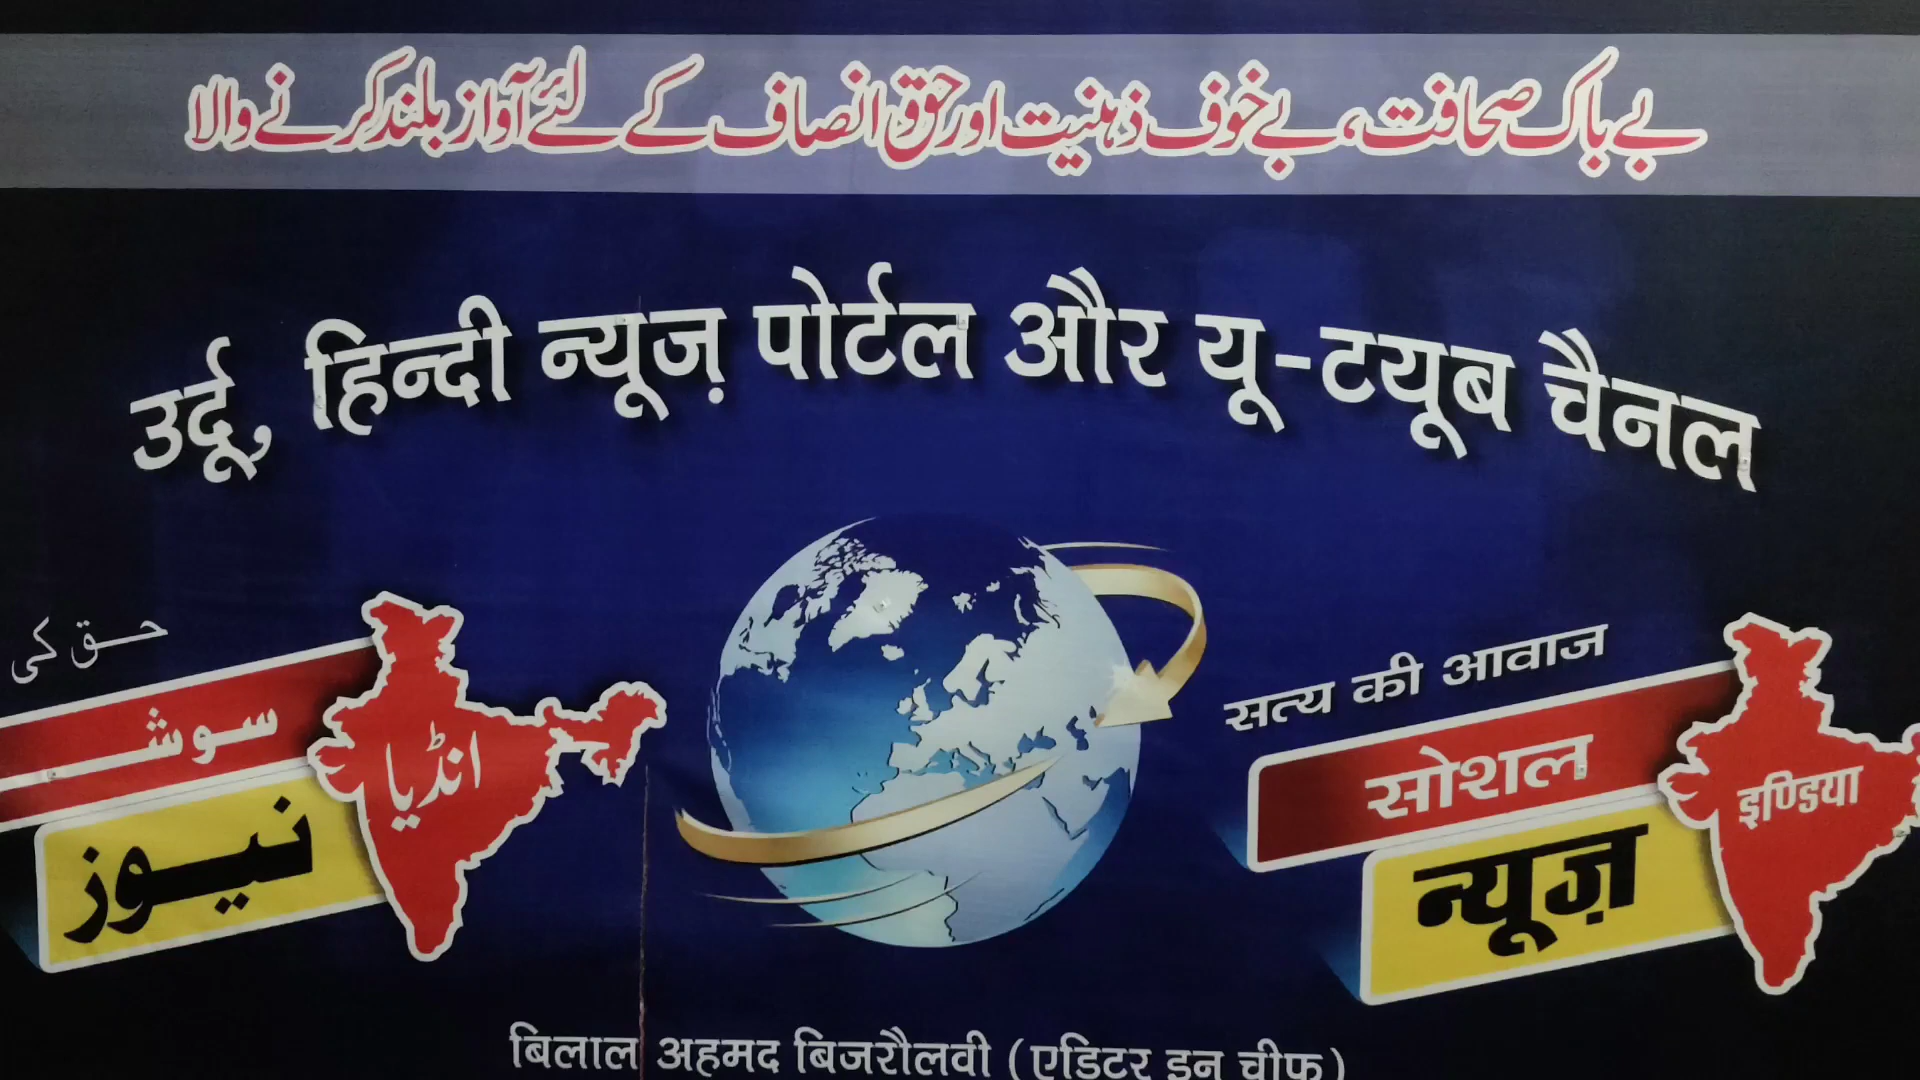 بے باک صحافت، بے خوف ذہنیت اور حق انصاف کے لئے آواز بلند کرنے والا
उर्दू, हिन्दी न्यूज़ पोर्टल और यू-टयूब चैनल
حق کی
سوشـ
انڈیا
نیوز
सत्य की आवाज
सोशल
इण्डिया
न्यूज़
बिलाल अहमद बिजरौलवी (एडिटर इन चीफ)